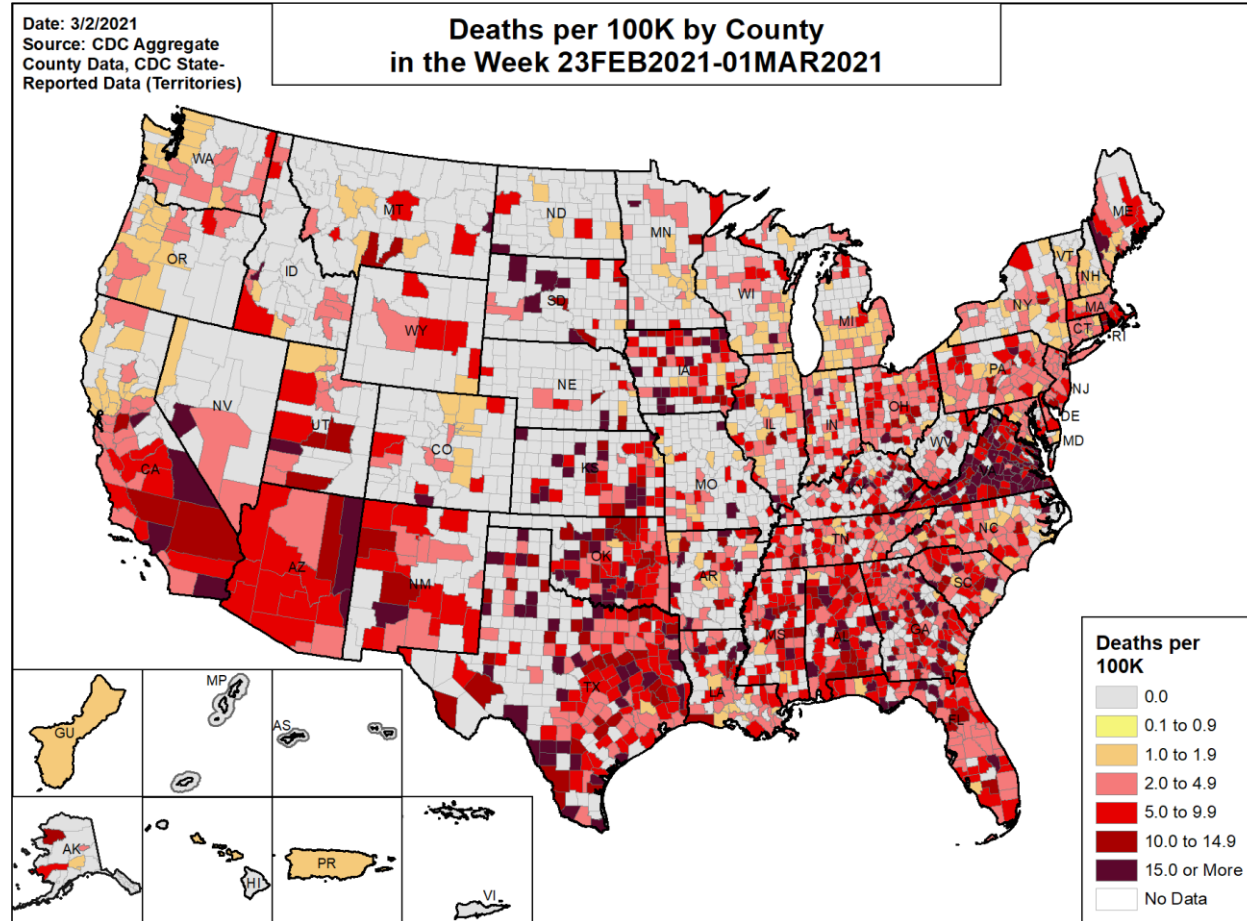 Date: 3/2/2021
Source: CDC Aggregate
County Data, CDC State-
Reported Data (Territories)
Deaths per 100K by County
in the Week 23FEB2021-01MAR2021
WA
MT
ND
MN
ME
OR
ID
SD
WI
VT
NH
NY
MA
WY
MI
CT
RI
IA
PA
NE
NJ
NV
OH
UT
IL
IN
DE
CO
WV
MD
CA
KS
MO
VA
KY
NC
TN
OK
AZ
NM
AR
SC
MS
AL
GA
TX
LA
FL
MP
GU
AS
AK
HI
PR
VI
Deaths per
100K
0.0
0.1 to 0.9
1.0 to 1.9
2.0 to 4.9
5.0 to 9.9
10.0 to 14.9
15.0 or More
No Data